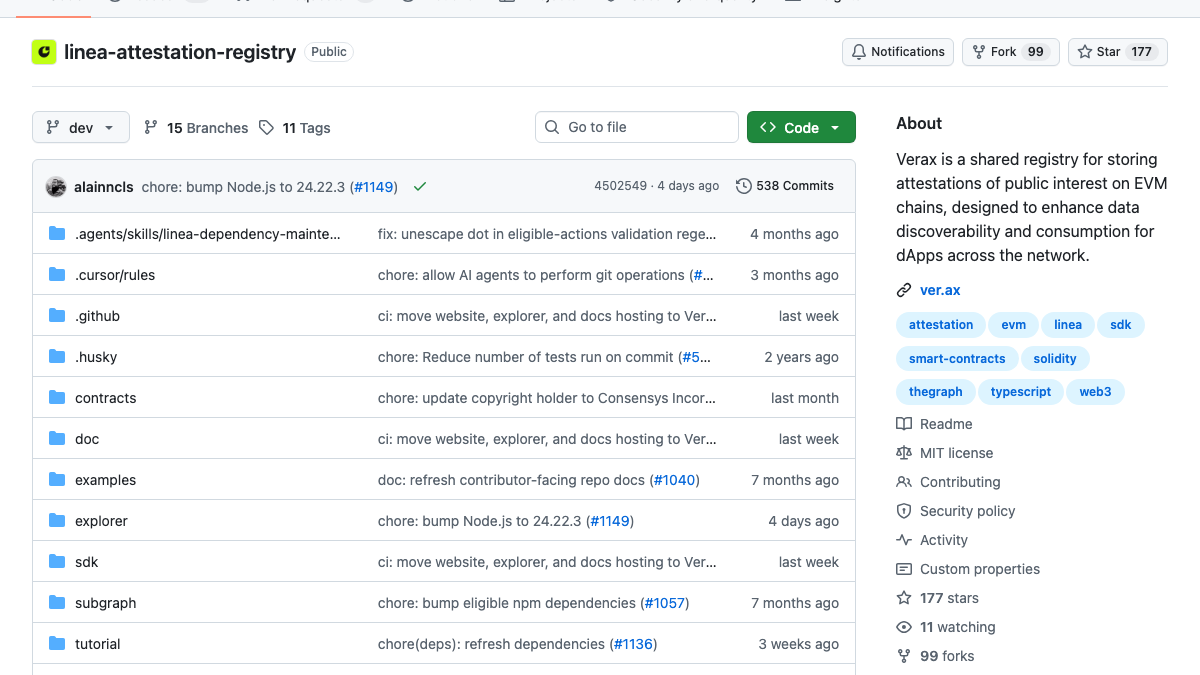 linea-attestation-registry Public Notifications Fork 99 Star 177
dev 15 Branches 11 Tags Go to file Code
alainncls chore: bump Node.js to 24.22.3 (#1149) 4502549 · 4 days ago 538 Commits
.agents/skills/linea-dependency-mainte... fix: unescape dot in eligible-actions validation rege... 4 months ago
.cursor/rules chore: allow AI agents to perform git operations (#... 3 months ago
.github ci: move website, explorer, and docs hosting to Ver... last week
.husky chore: Reduce number of tests run on commit (#5... 2 years ago
contracts chore: update copyright holder to Consensys Incor... last month
doc ci: move website, explorer, and docs hosting to Ver... last week
examples doc: refresh contributor-facing repo docs (#1040) 7 months ago
explorer chore: bump Node.js to 24.22.3 (#1149) 4 days ago
sdk ci: move website, explorer, and docs hosting to Ver... last week
subgraph chore: bump eligible npm dependencies (#1057) 7 months ago
tutorial chore(deps): refresh dependencies (#1136) 3 weeks ago
About
Verax is a shared registry for storing
attestations of public interest on EVM
chains, designed to enhance data
discoverability and consumption for
dApps across the network.
ver.ax
attestation evm linea sdk
smart-contracts solidity
thegraph typescript web3
Readme
MIT license
Contributing
Security policy
Activity
Custom properties
177 stars
11 watching
99 forks